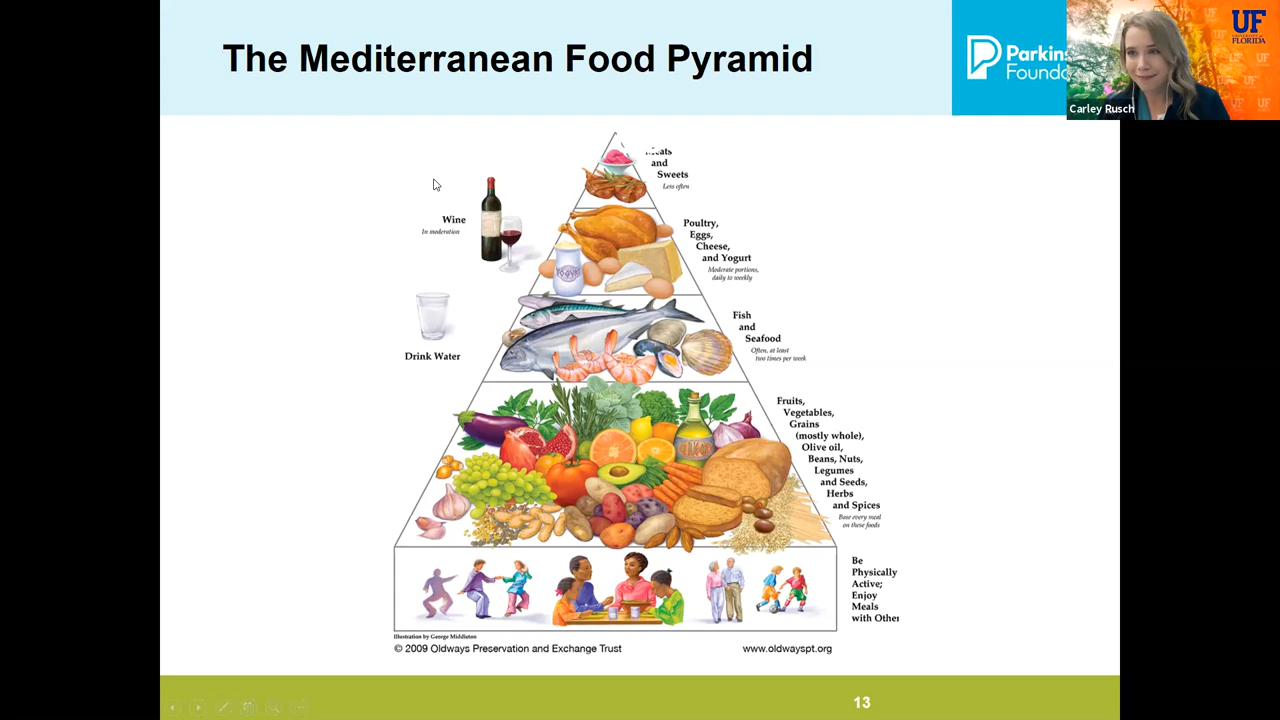 The Mediterranean Food Pyramid
UF
UNIVERSITY of
FLORIDA
Carley Rusch
and
Sweets
Less often
Wine
In moderation
Poultry,
Eggs,
Cheese,
and Yogurt
Moderate portions,
daily to weekly
YOGURT
Drink Water
Fish
and
Seafood
Often, at least
two times per week
Fruits,
Vegetables,
Grains
(mostly whole),
Olive oil,
Beans, Nuts,
Legumes
and Seeds,
Herbs
and Spices
Base every meal
on these foods
Be
Physically
Active;
Enjoy
Meals
with Other
Illustration by George Middleton
© 2009 Oldways Preservation and Exchange Trust
www.oldwayspt.org
13